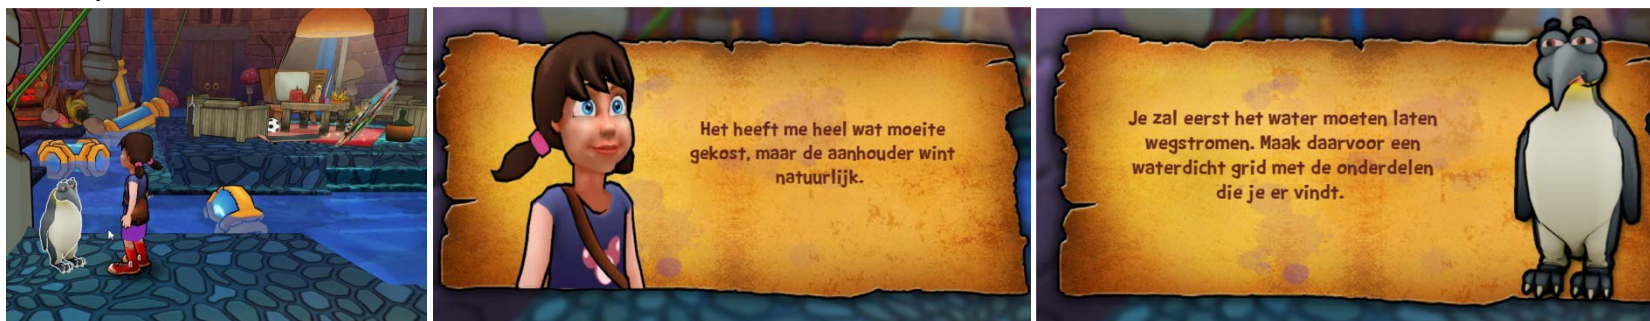 Het heeft me heel wat moeite
gekost, maar de aanhouder wint
natuurlijk.
Je zal eerst het water moeten laten
wegstromen. Maak daarvoor een
waterdicht grid met de onderdelen
die je er vindt.